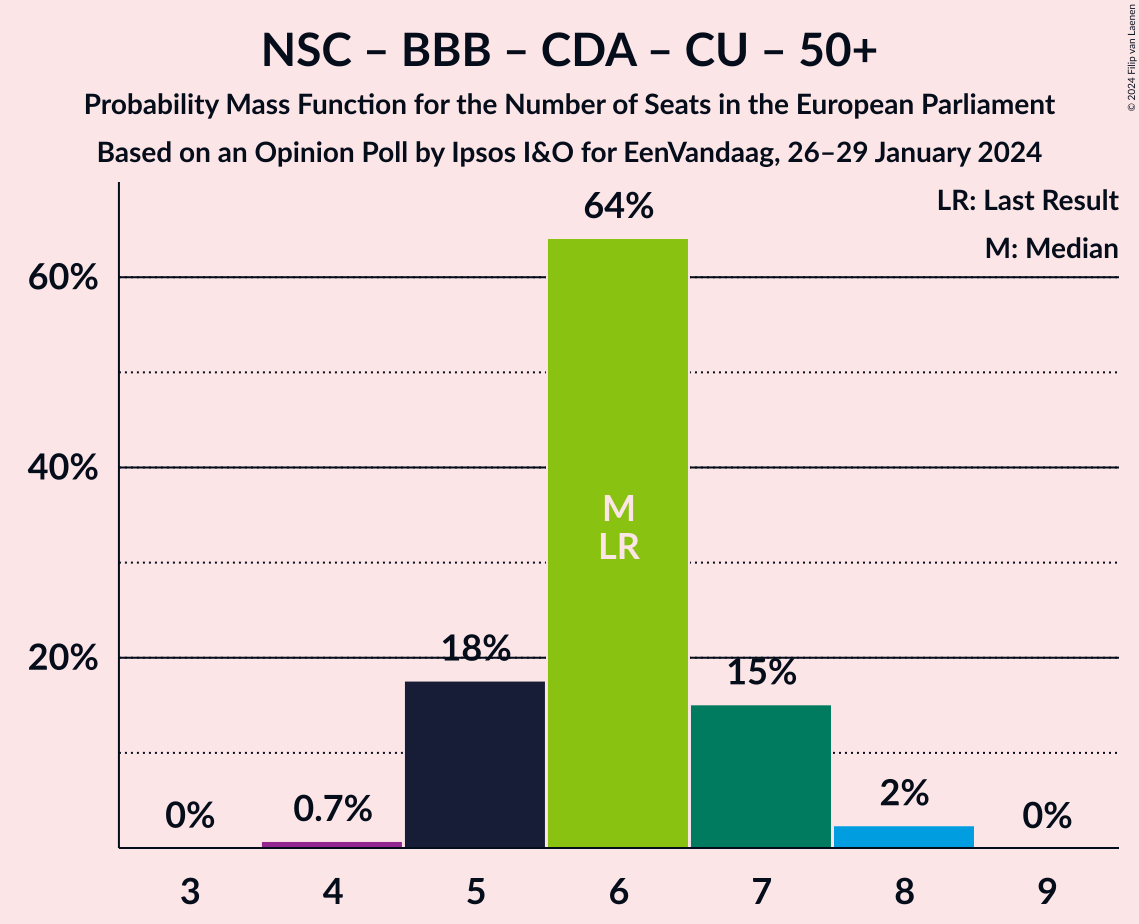 NSC – BBB – CDA – CU – 50+
Probability Mass Function for the Number of Seats in the European Parliament
Based on an Opinion Poll by Ipsos I&O for EenVandaag, 26–29 January 2024
© 2024 Filip van Laenen
LR: Last Result
M: Median
60%
40%
20%
0%
0.7%
18%
64%
M
LR
15%
2%
0%
3
4
5
6
7
8
9